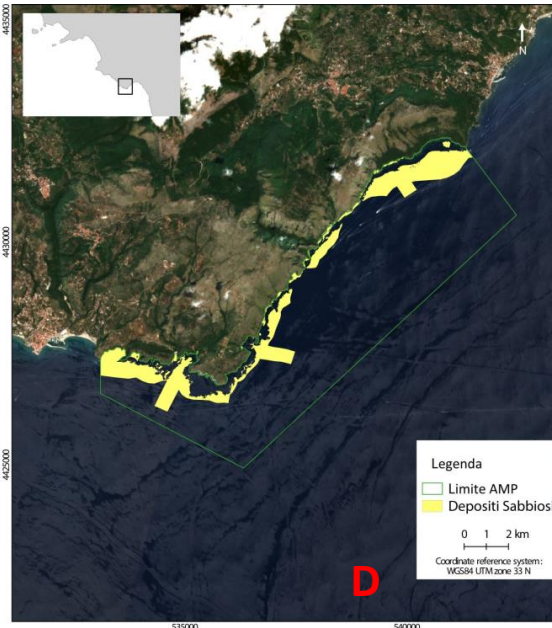 4435000
N
4430000
4425000
Legenda
Limite AMP
Depositi Sabbiosi
0 1 2 km
Coordinate reference system:
WGS84 UTM zone 33 N
D
535000
540000